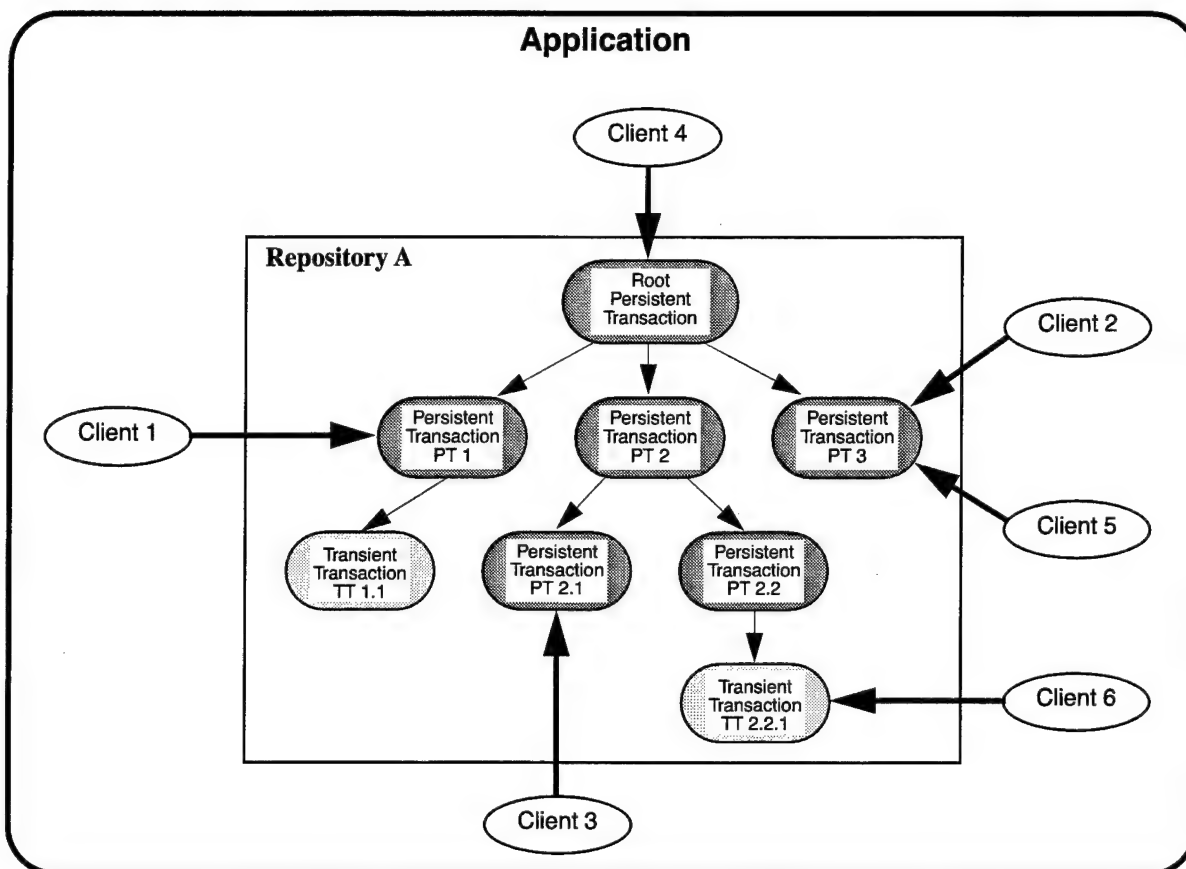 Application
Client 4
Repository A
Root
Persistent
Transaction
Client 2
Client 1
Persistent
Transaction
PT 1
Persistent
Transaction
PT 2
Persistent
Transaction
PT 3
Client 5
Transient
Transaction
TT 1.1
Persistent
Transaction
PT 2.1
Persistent
Transaction
PT 2.2
Transient
Transaction
TT 2.2.1
Client 6
Client 3